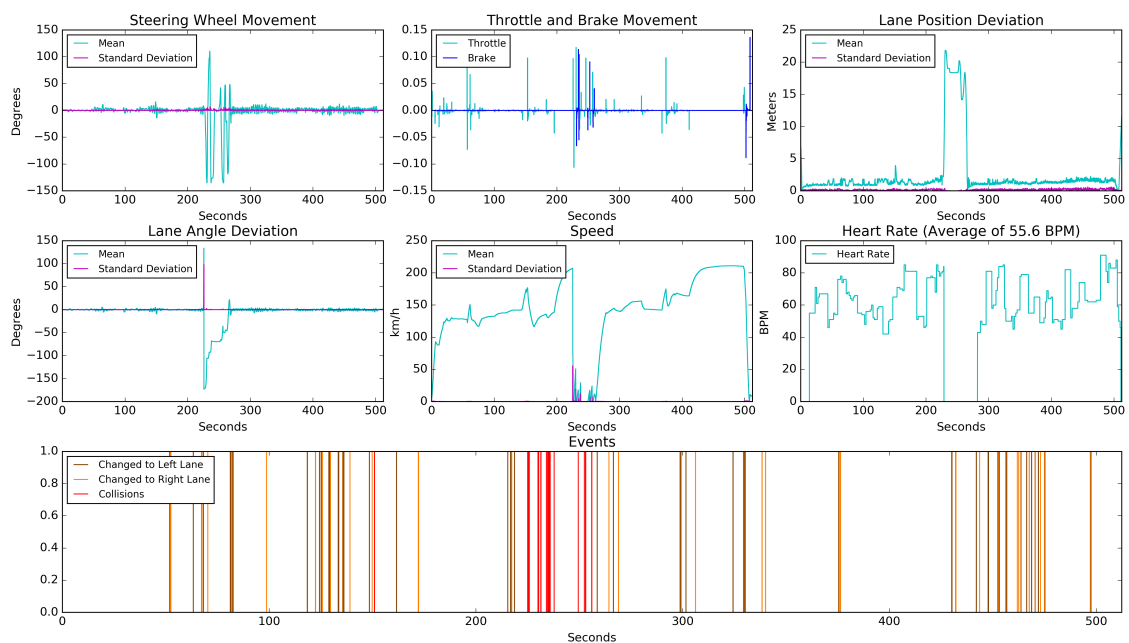 Steering Wheel Movement
150
100
50
0
−50
−100
−150
Degrees
Mean
Standard Deviation
0 100 200 300 400 500
Seconds
Throttle and Brake Movement
0.15
0.10
0.05
0.00
−0.05
−0.10
−0.15
Throttle
Brake
0 100 200 300 400 500
Seconds
Lane Position Deviation
25
20
15
10
5
0
Meters
Mean
Standard Deviation
0 100 200 300 400 500
Seconds
Lane Angle Deviation
150
100
50
0
−50
−100
−150
−200
Degrees
Mean
Standard Deviation
0 100 200 300 400 500
Seconds
Speed
250
200
150
100
50
0
km/h
Mean
Standard Deviation
0 100 200 300 400 500
Seconds
Heart Rate (Average of 55.6 BPM)
100
80
60
40
20
0
BPM
Heart Rate
0 100 200 300 400 500
Seconds
Events
1.0
0.8
0.6
0.4
0.2
0.0
Changed to Left Lane
Changed to Right Lane
Collisions
0 100 200 300 400 500
Seconds